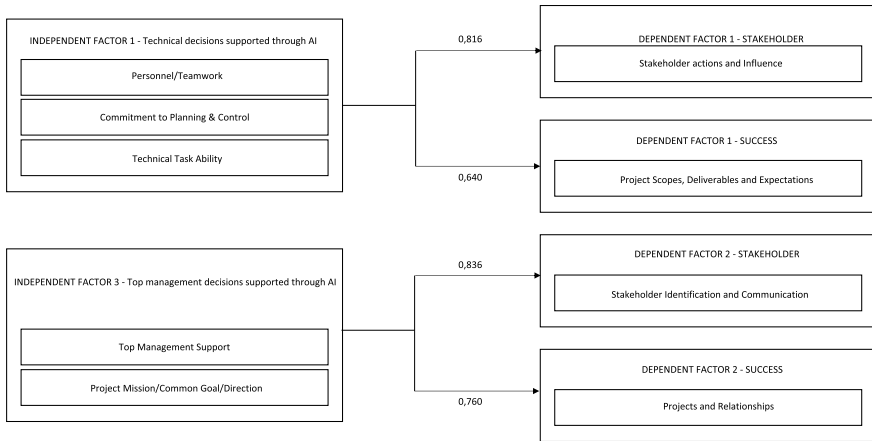 INDEPENDENT FACTOR 1 - Technical decisions supported through AI
Personnel/Teamwork
Commitment to Planning & Control
Technical Task Ability
0,816
0,640
DEPENDENT FACTOR 1 - STAKEHOLDER
Stakeholder actions and Influence
DEPENDENT FACTOR 1 - SUCCESS
Project Scopes, Deliverables and Expectations
INDEPENDENT FACTOR 3 - Top management decisions supported through AI
Top Management Support
Project Mission/Common Goal/Direction
0,836
0,760
DEPENDENT FACTOR 2 - STAKEHOLDER
Stakeholder Identification and Communication
DEPENDENT FACTOR 2 - SUCCESS
Projects and Relationships